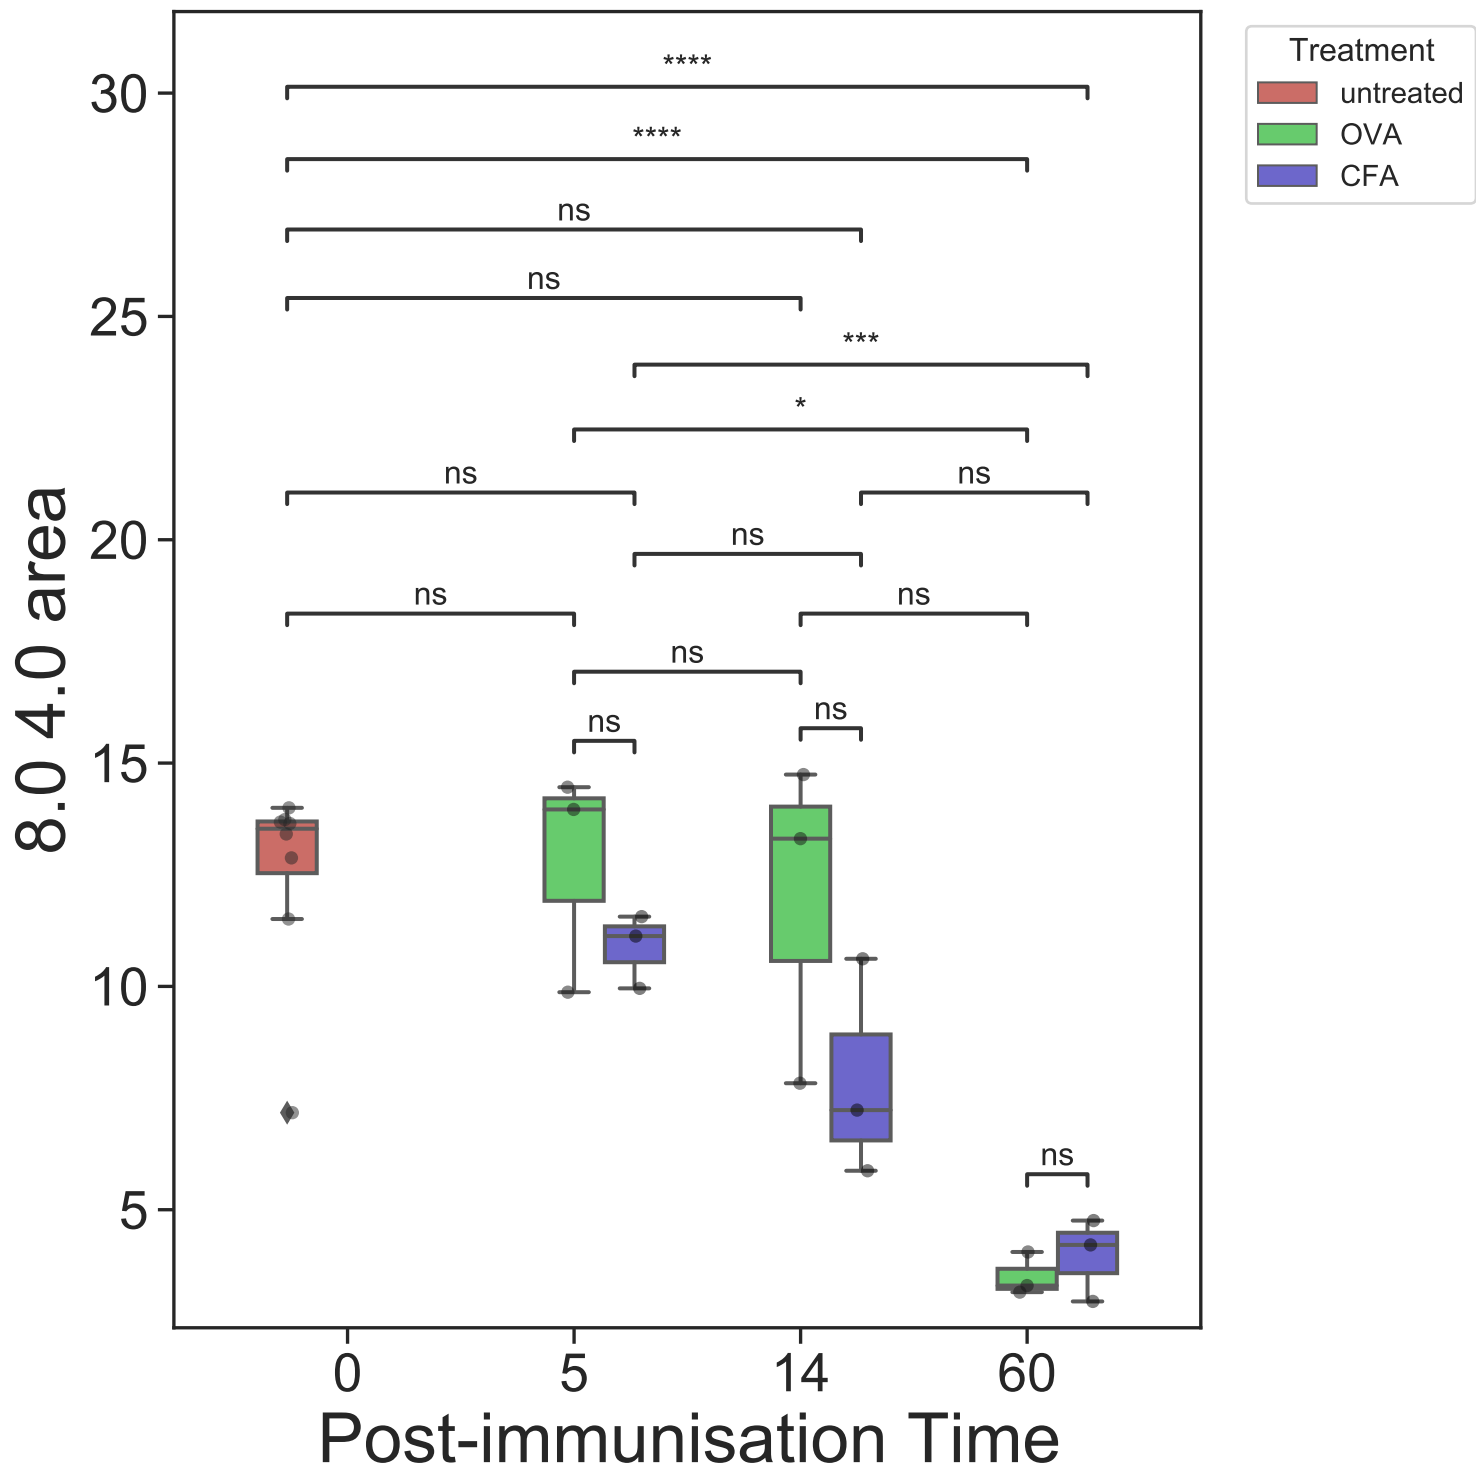 Treatment
untreated
OVA
CFA
8.0 4.0 area
30
25
20
15
10
5
****
****
ns
ns
***
*
ns
ns
ns
ns
ns
ns
ns
ns
ns
0 5 14 60
Post-immunisation Time